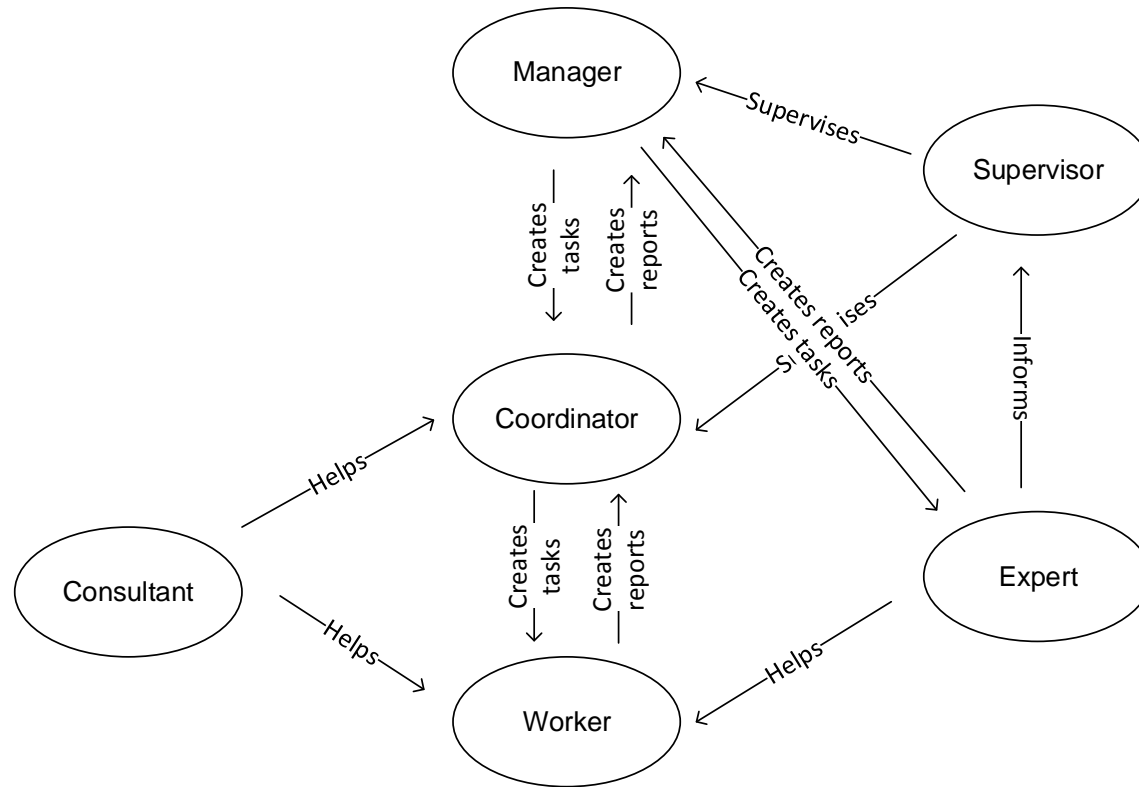 Manager
Supervises
Supervisor
Creates
tasks
Creates
reports
Creates reports
Creates tasks
ises
Informs
Coordinator
Helps
Creates
tasks
Creates
reports
Consultant
Expert
Helps
Helps
Worker